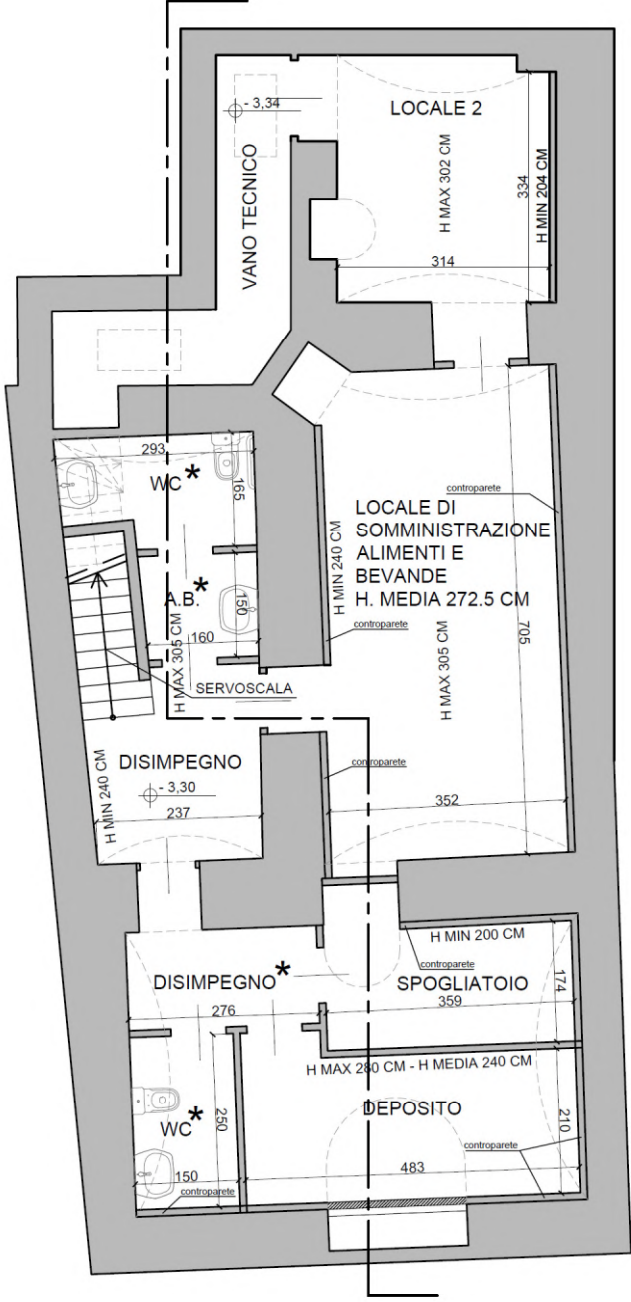 LOCALE 2
- 3,34
H MAX 302 CM
334
H MIN 204 CM
VANO TECNICO
314
293
WC *
165
controparete
LOCALE DI
SOMMINISTRAZIONE
ALIMENTI E
BEVANDE
H. MEDIA 272.5 CM
H MIN 240 CM
A.B. *
150
160
controparete
705
H MAX 305 CM
H MAX 305 CM
SERVOSCALA
DISIMPEGNO
controparete
H MIN 240 CM
- 3,30
237
352
H MIN 200 CM
controparete
DISIMPEGNO *
SPOGLIATOIO
174
276
359
H MAX 280 CM - H MEDIA 240 CM
DEPOSITO
WC *
250
210
controparete
150
483
controparete